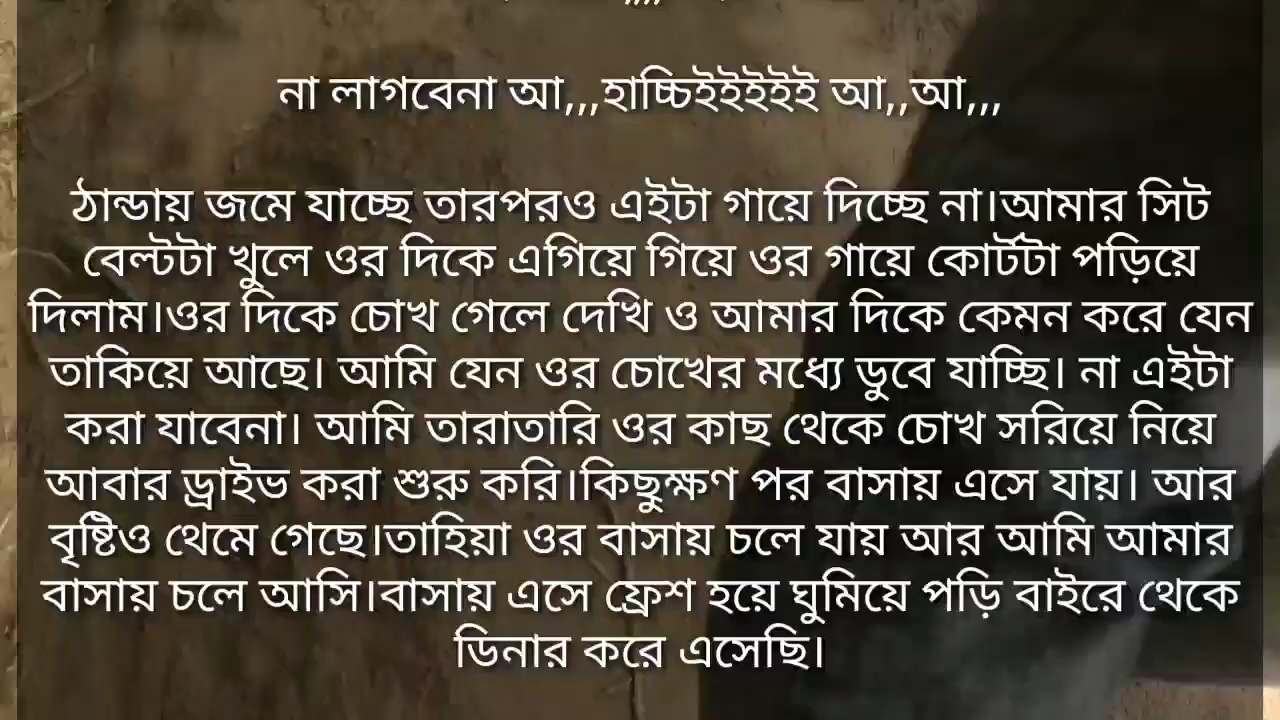 না লাগবেনা আ,,,হাচ্চিইইইইই আ,,আ,,,
ঠান্ডায় জমে যাচ্ছে তারপরও এইটা গায়ে দিচ্ছে না।আমার সিট
বেল্টটা খুলে ওর দিকে এগিয়ে গিয়ে ওর গায়ে কোর্টটা পড়িয়ে
দিলাম।ওর দিকে চোখ গেলে দেখি ও আমার দিকে কেমন করে যেন
তাকিয়ে আছে। আমি যেন ওর চোখের মধ্যে ডুবে যাচ্ছি। না এইটা
করা যাবেনা। আমি তারাতারি ওর কাছ থেকে চোখ সরিয়ে নিয়ে
আবার ড্রাইভ করা শুরু করি।কিছুক্ষণ পর বাসায় এসে যায়। আর
বৃষ্টিও থেমে গেছে।তাহিয়া ওর বাসায় চলে যায় আর আমি আমার
বাসায় চলে আসি।বাসায় এসে ফ্রেশ হয়ে ঘুমিয়ে পড়ি বাইরে থেকে
ডিনার করে এসেছি।